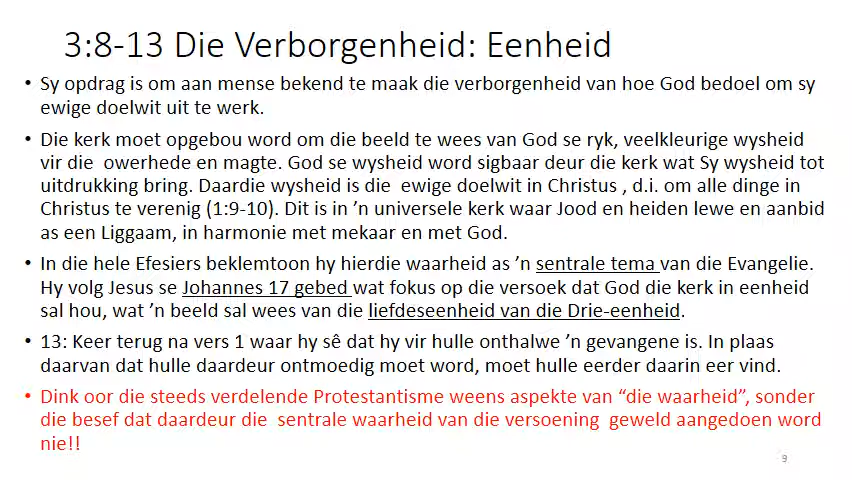 3:8-13 Die Verborgenheid: Eenheid
• Sy opdrag is om aan mense bekend te maak die verborgenheid van hoe God bedoel om sy
ewige doelwit uit te werk.
• Die kerk moet opgebou word om die beeld te wees van God se ryk, veelkleurige wysheid
vir die owerhede en magte. God se wysheid word sigbaar deur die kerk wat Sy wysheid tot
uitdrukking bring. Daardie wysheid is die ewige doelwit in Christus , d.i. om alle dinge in
Christus te verenig (1:9-10). Dit is in ’n universele kerk waar Jood en heiden lewe en aanbid
as een Liggaam, in harmonie met mekaar en met God.
• In die hele Efesiers beklemtoon hy hierdie waarheid as ’n sentrale tema van die Evangelie.
Hy volg Jesus se Johannes 17 gebed wat fokus op die versoek dat God die kerk in eenheid
sal hou, wat ’n beeld sal wees van die liefdeseenheid van die Drie-eenheid.
• 13: Keer terug na vers 1 waar hy sê dat hy vir hulle onthalwe ’n gevangene is. In plaas
daarvan dat hulle daardeur ontmoedig moet word, moet hulle eerder daarin eer vind.
• Dink oor die steeds verdelende Protestantisme weens aspekte van “die waarheid”, sonder
die besef dat daardeur die sentrale waarheid van die versoening geweld aangedoen word
nie!!
9